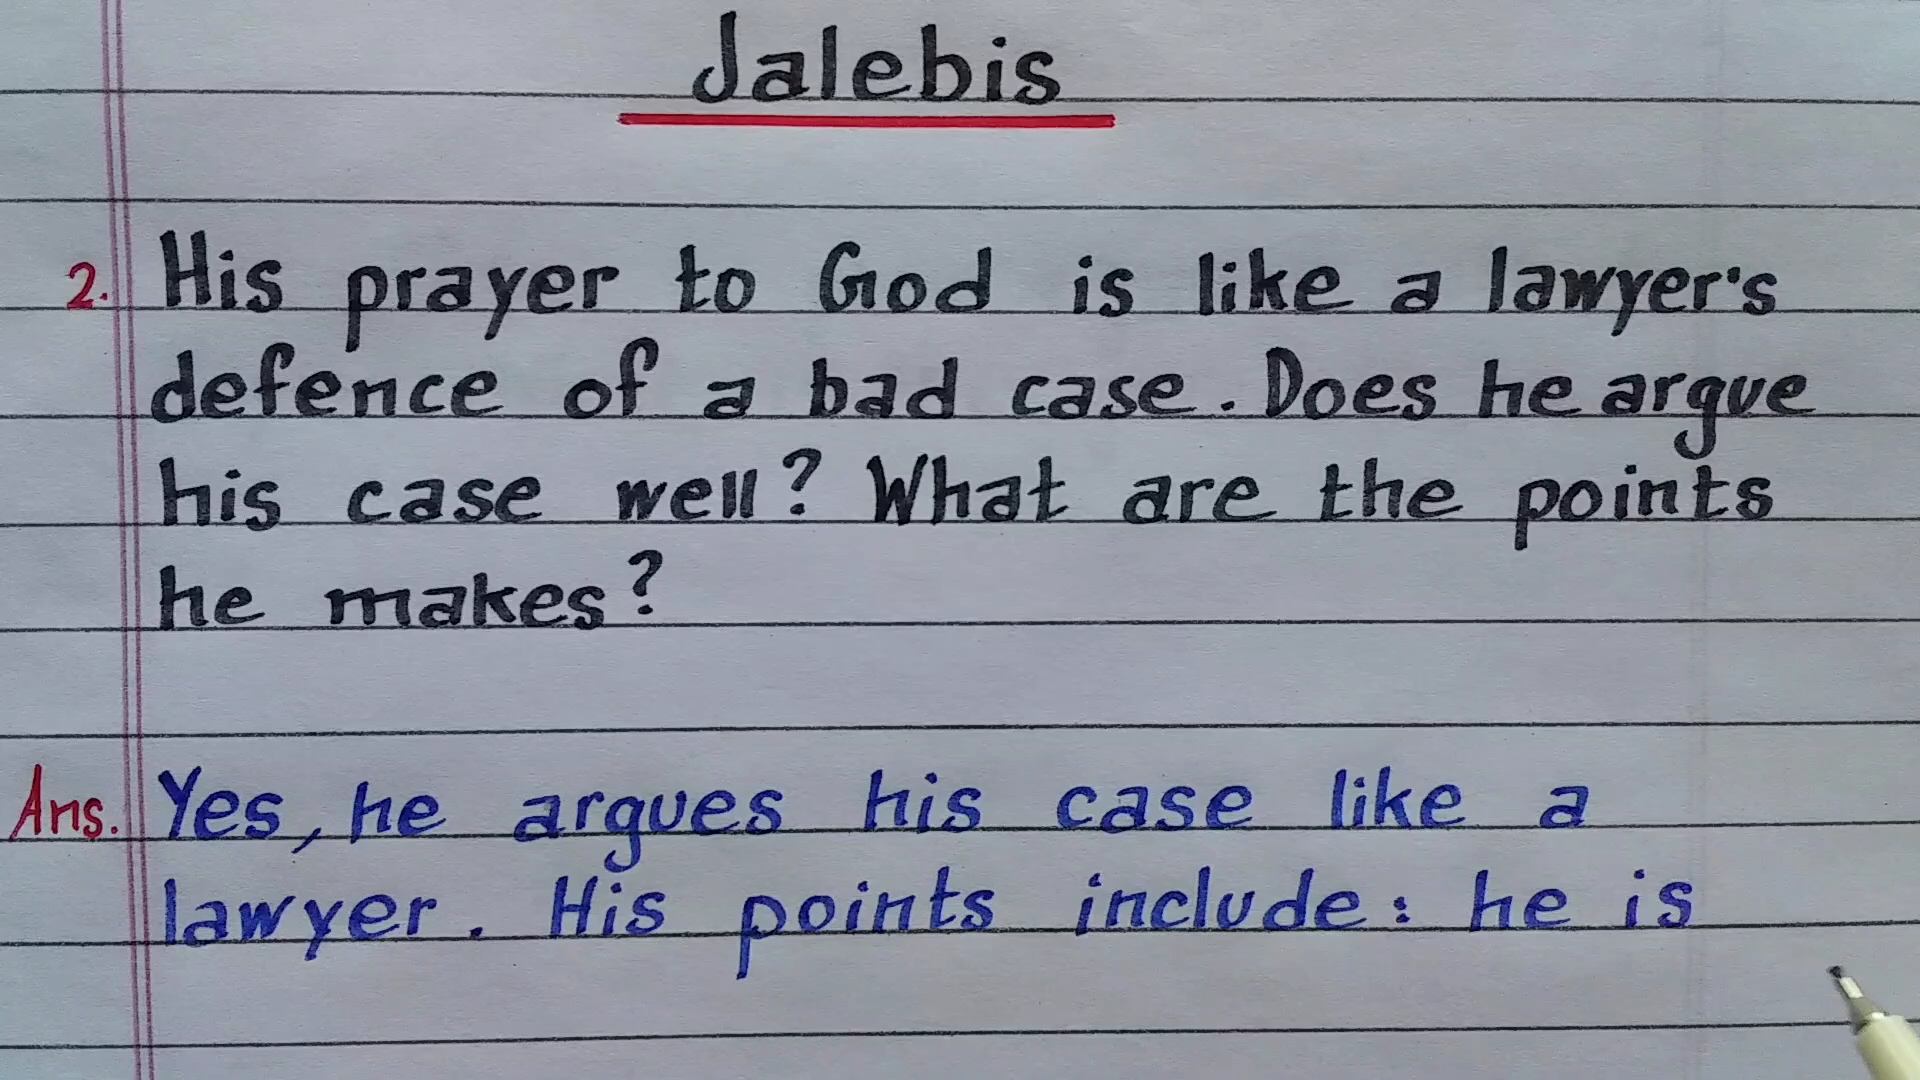 Jalebis
2. His prayer to God is like a lawyer's
defence of a bad case. Does he argue
his case well? What are the points
he makes?
Ans. Yes, he argues his case like a
lawyer. His points include: he is